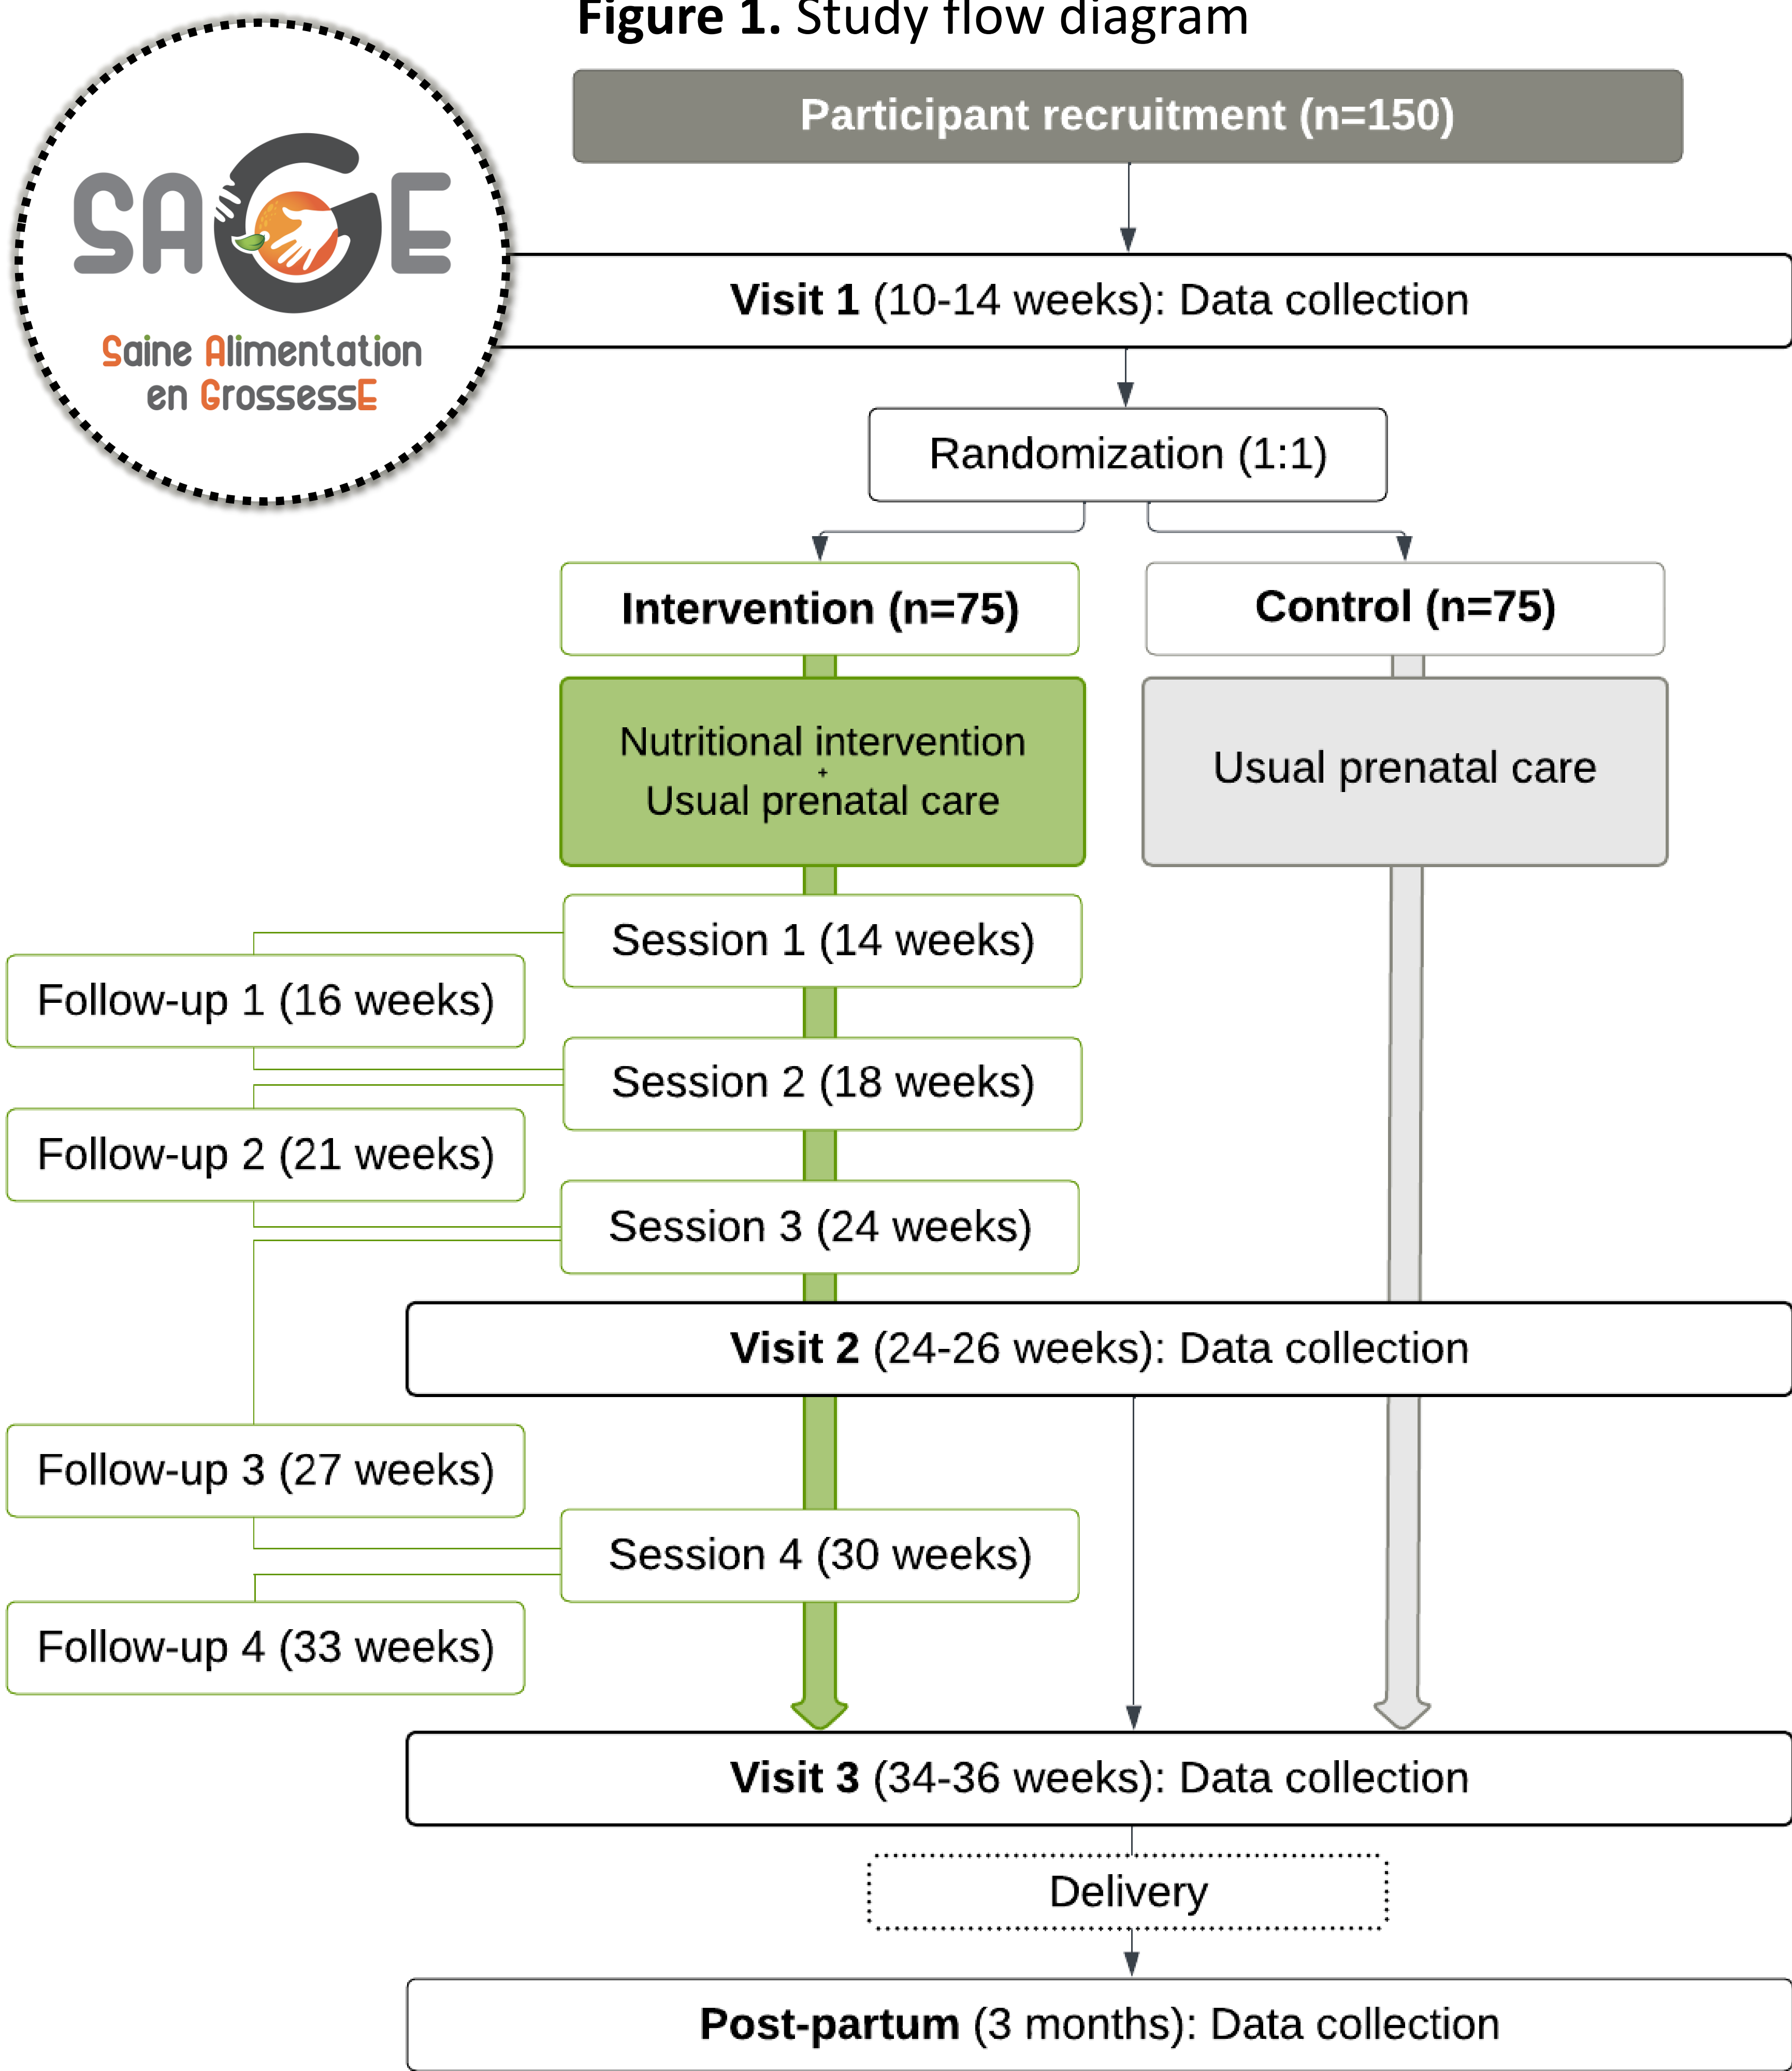 Figure 1. Study flow diagram
SAGE
Saine Alimentation
en GrossessE
Participant recruitment (n=150)
Visit 1 (10-14 weeks): Data collection
Randomization (1:1)
Intervention (n=75)
Control (n=75)
Nutritional intervention
+
Usual prenatal care
Usual prenatal care
Session 1 (14 weeks)
Follow-up 1 (16 weeks)
Session 2 (18 weeks)
Follow-up 2 (21 weeks)
Session 3 (24 weeks)
Visit 2 (24-26 weeks): Data collection
Follow-up 3 (27 weeks)
Session 4 (30 weeks)
Follow-up 4 (33 weeks)
Visit 3 (34-36 weeks): Data collection
Delivery
Post-partum (3 months): Data collection